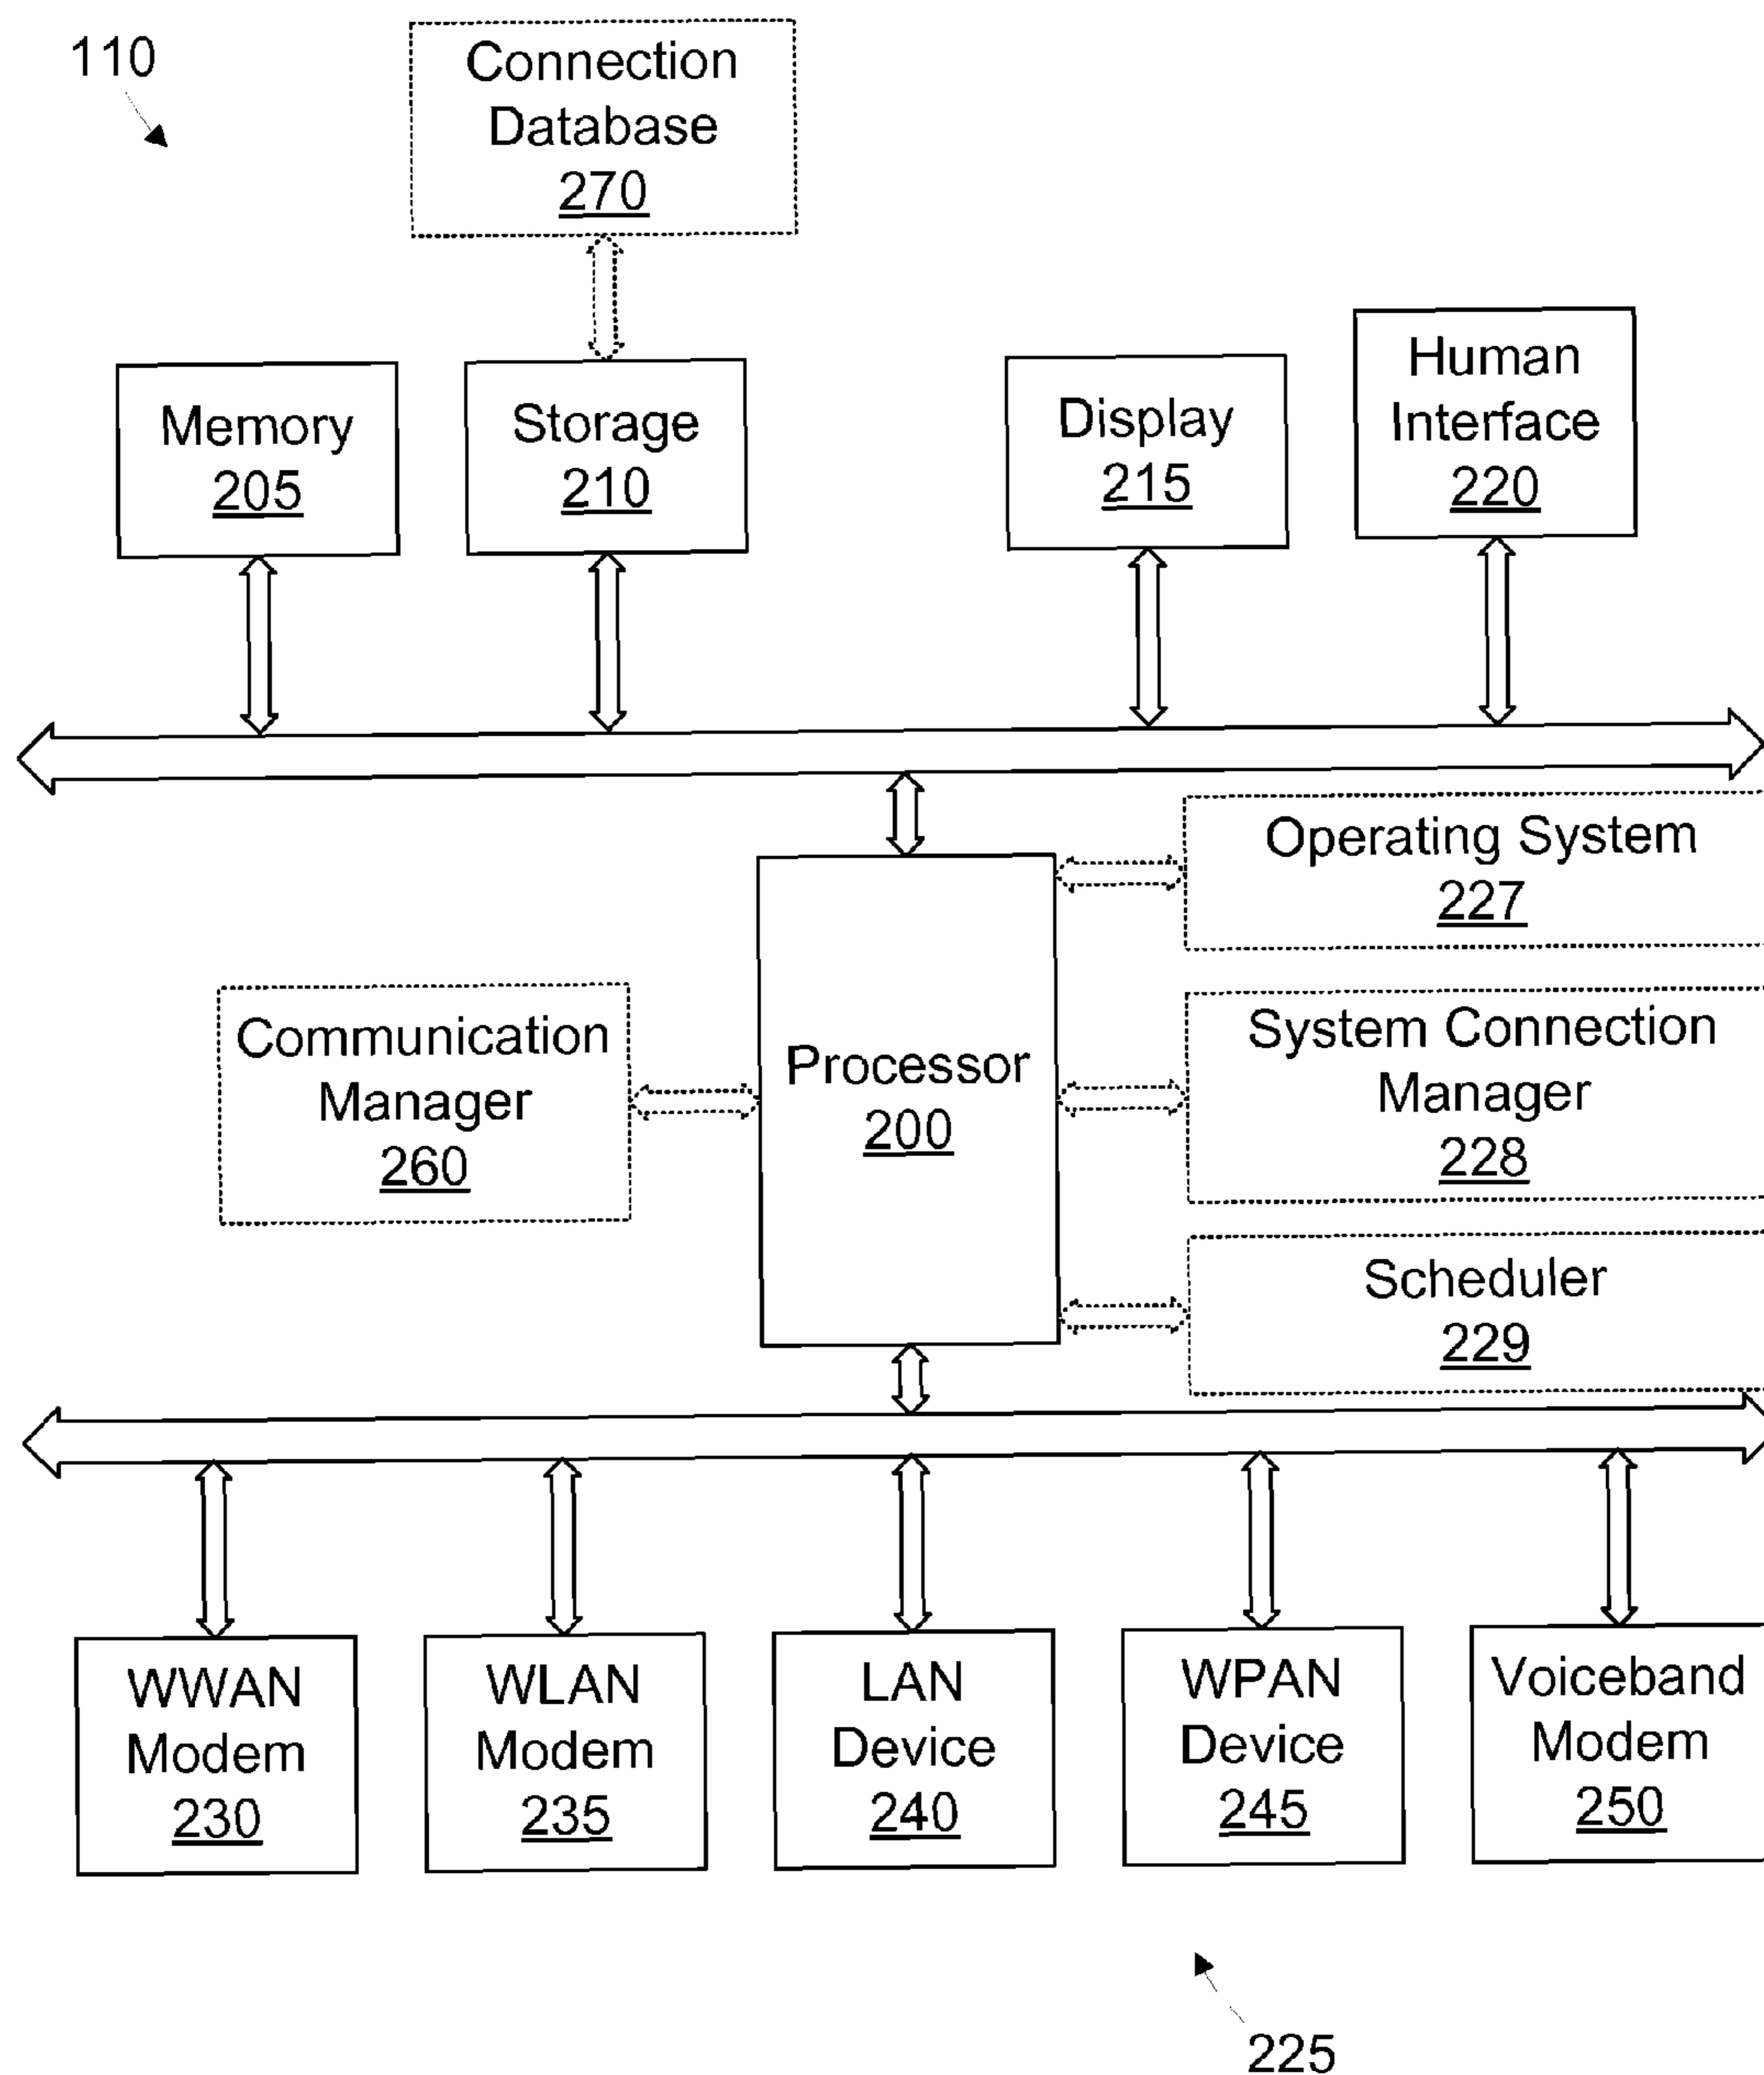 110
Connection
Database
270
Memory
205
Storage
210
Display
215
Human
Interface
220
Operating System
227
Communication
Manager
260
Processor
200
System Connection
Manager
228
Scheduler
229
WWAN
Modem
230
WLAN
Modem
235
LAN
Device
240
WPAN
Device
245
Voiceband
Modem
250
225